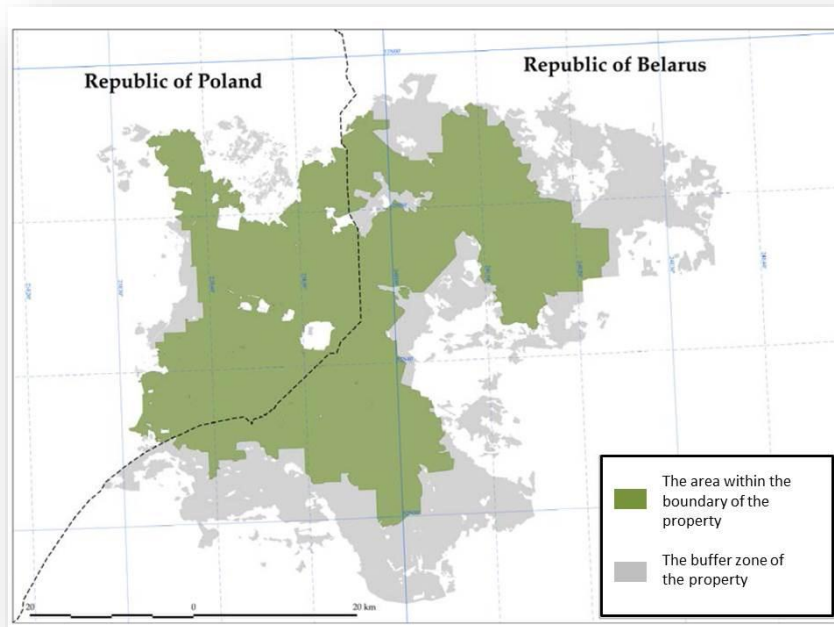 Republic of Poland
Republic of Belarus
The area within the
boundary of the
property
The buffer zone of
the property
20
0
20 km